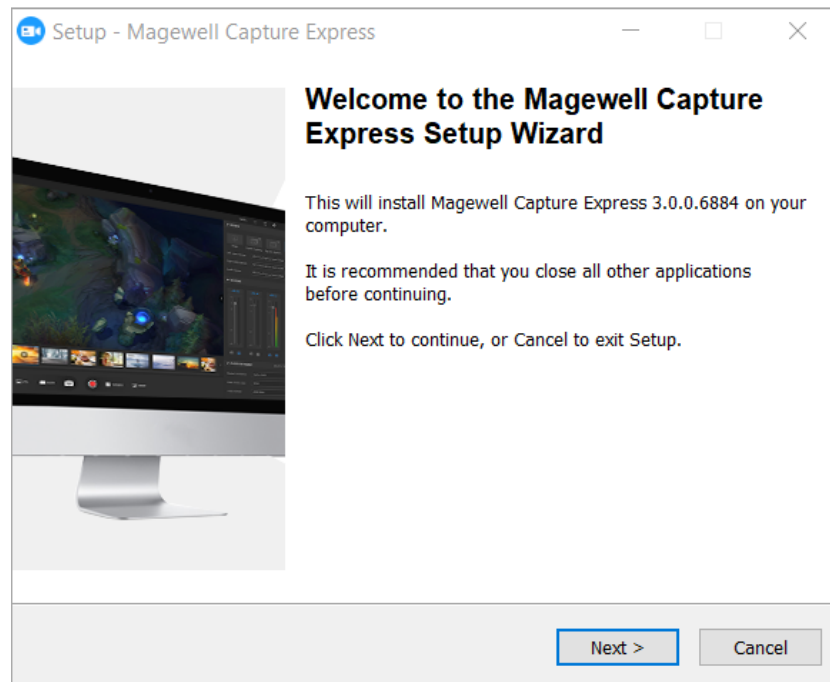 Setup - Magewell Capture Express
Welcome to the Magewell Capture
Express Setup Wizard
This will install Magewell Capture Express 3.0.0.6884 on your
computer.
It is recommended that you close all other applications
before continuing.
Click Next to continue, or Cancel to exit Setup.
Next >
Cancel